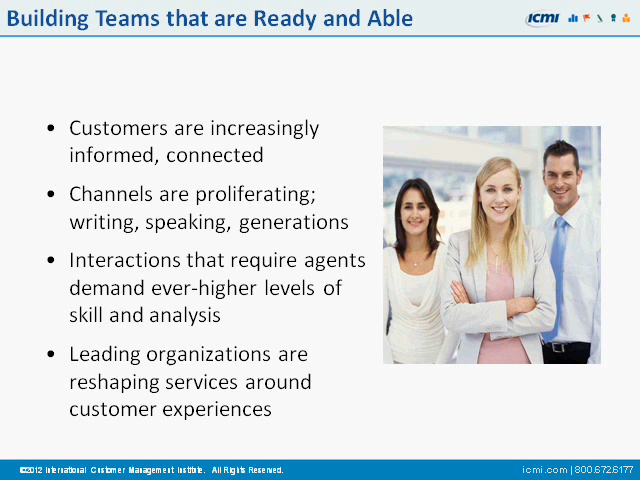 Building Teams that are Ready and Able
ICMI
• Customers are increasingly
informed, connected
• Channels are proliferating;
writing, speaking, generations
• Interactions that require agents
demand ever-higher levels of
skill and analysis
• Leading organizations are
reshaping services around
customer experiences
©2012 International Customer Management Institute. All Rights Reserved.
icmi.com | 800.672.6177